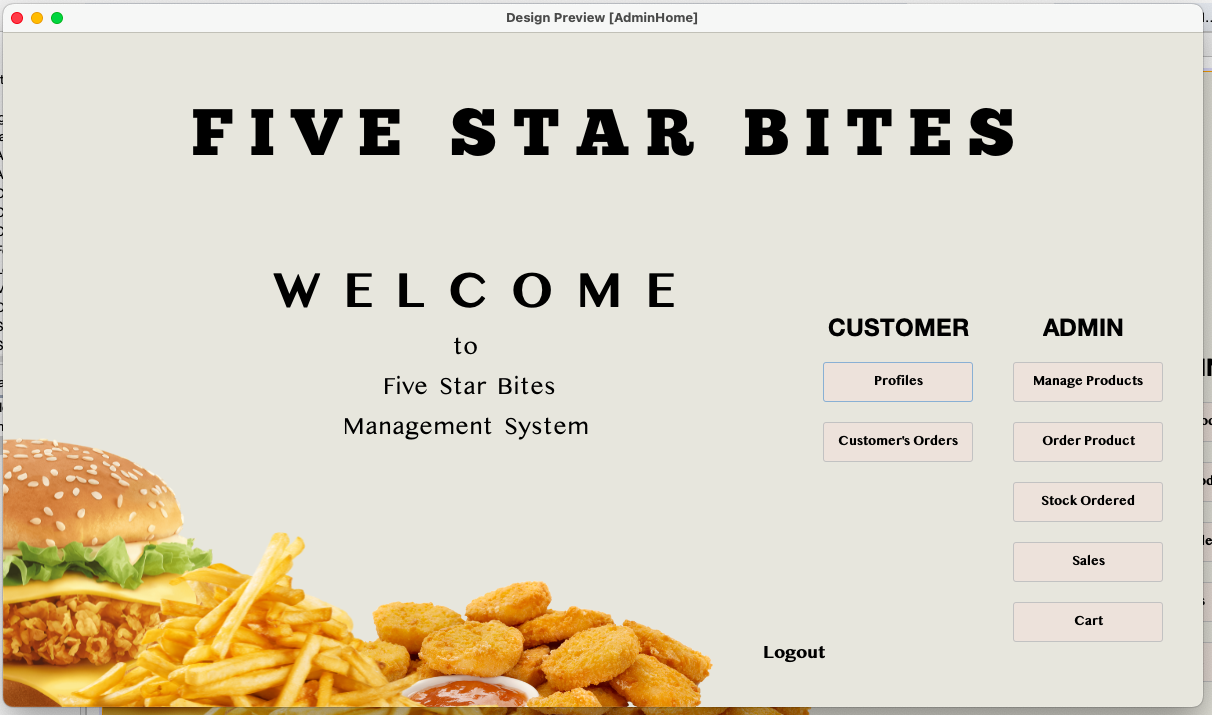 Design Preview [AdminHome]
FIVE STAR BITES
WELCOME
to
Five Star Bites
Management System
CUSTOMER
ADMIN
Profiles
Manage Products
Customer's Orders
Order Product
Stock Ordered
Sales
Cart
Logout